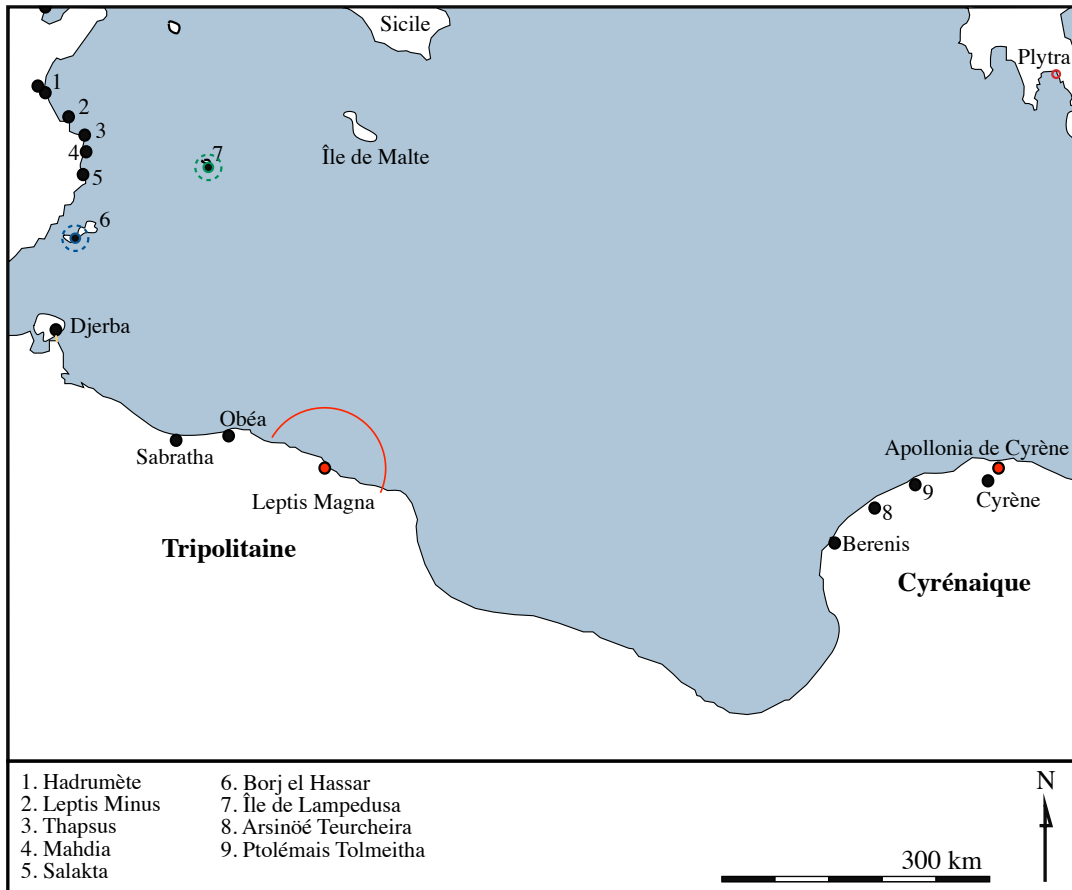 Sicile
Plytra
1
2
3
4
7
Île de Malte
5
6
Djerba
Obéa
Sabratha
Apollonia de Cyrène
Leptis Magna
9
Cyrène
8
Berenis
Tripolitaine
Cyrénaique
1. Hadrumète
2. Leptis Minus
3. Thapsus
4. Mahdia
5. Salakta
6. Borj el Hassar
7. Île de Lampedusa
8. Arsinöé Teurcheira
9. Ptolémais Tolmeitha
N
300 km